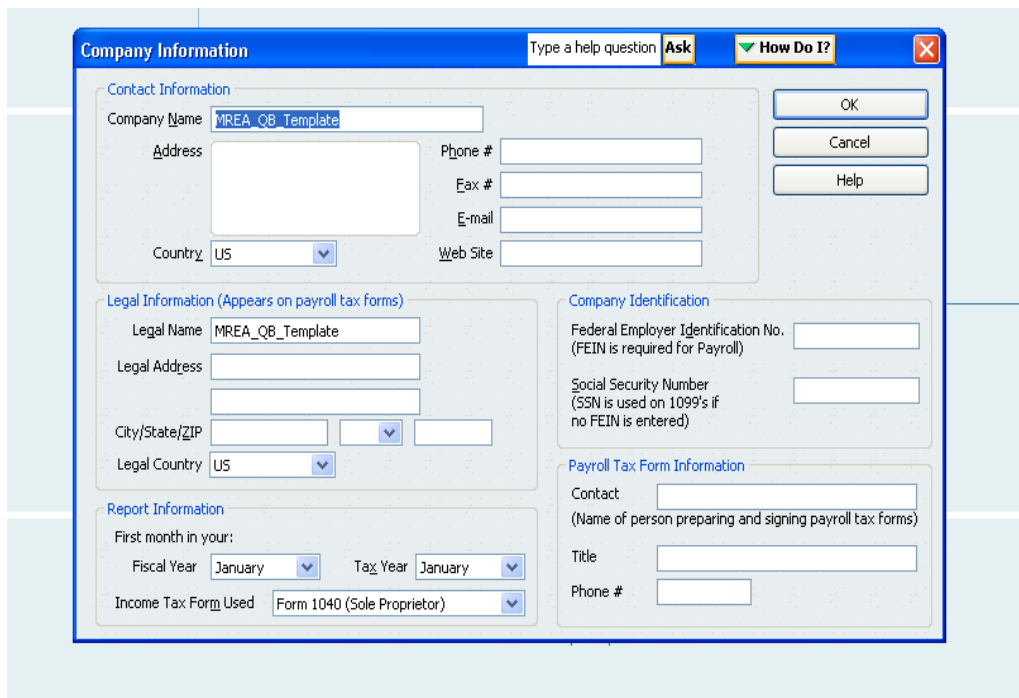 Company Information
Type a help question Ask
How Do I?
Contact Information
Company Name MREA_QB_Template
Address
Phone #
Fax #
E-mail
Country US
Web Site
OK
Cancel
Help
Legal Information (Appears on payroll tax forms)
Legal Name MREA_QB_Template
Legal Address
City/State/ZIP
Legal Country US
Company Identification
Federal Employer Identification No.
(FEIN is required for Payroll)
Social Security Number
(SSN is used on 1099's if
no FEIN is entered)
Report Information
First month in your:
Fiscal Year January Tax Year January
Income Tax Form Used Form 1040 (Sole Proprietor)
Payroll Tax Form Information
Contact
(Name of person preparing and signing payroll tax forms)
Title
Phone #